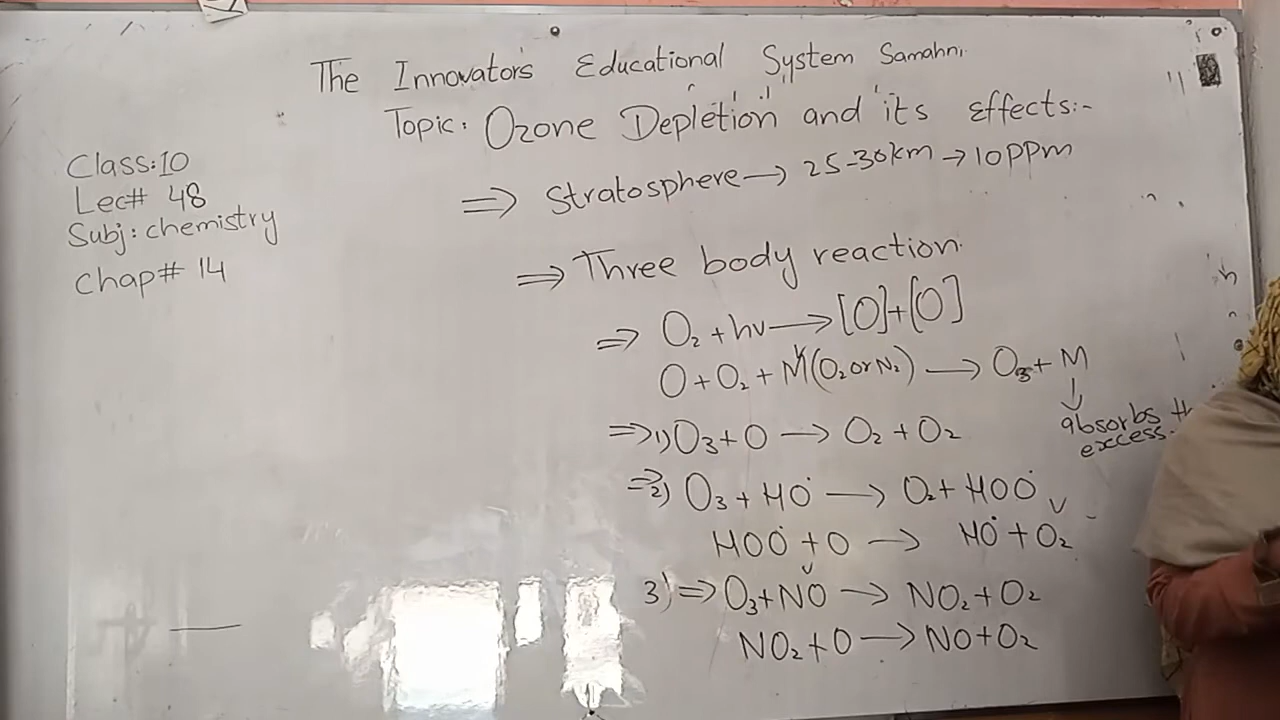 The Innovators Educational System Samahni
Topic: Ozone Depletion and its effects:-
Class:10
Lec# 48
Subj: chemistry
Chap# 14
⇒ Stratosphere → 25-30km → 10PPm
⇒ Three body reaction
⇒ O₂ + hν → [O]+[O]
O + O₂ + M(O₂ or N₂) → O₃ + M
↓
absorbs
excess
⇒ 1) O₃ + O → O₂ + O₂
⇒ 2) O₃ + HO˙ → O₂ + HOO˙
HOO˙ + O → HO˙ + O₂
3) ⇒ O₃ + NO → NO₂ + O₂
NO₂ + O → NO + O₂